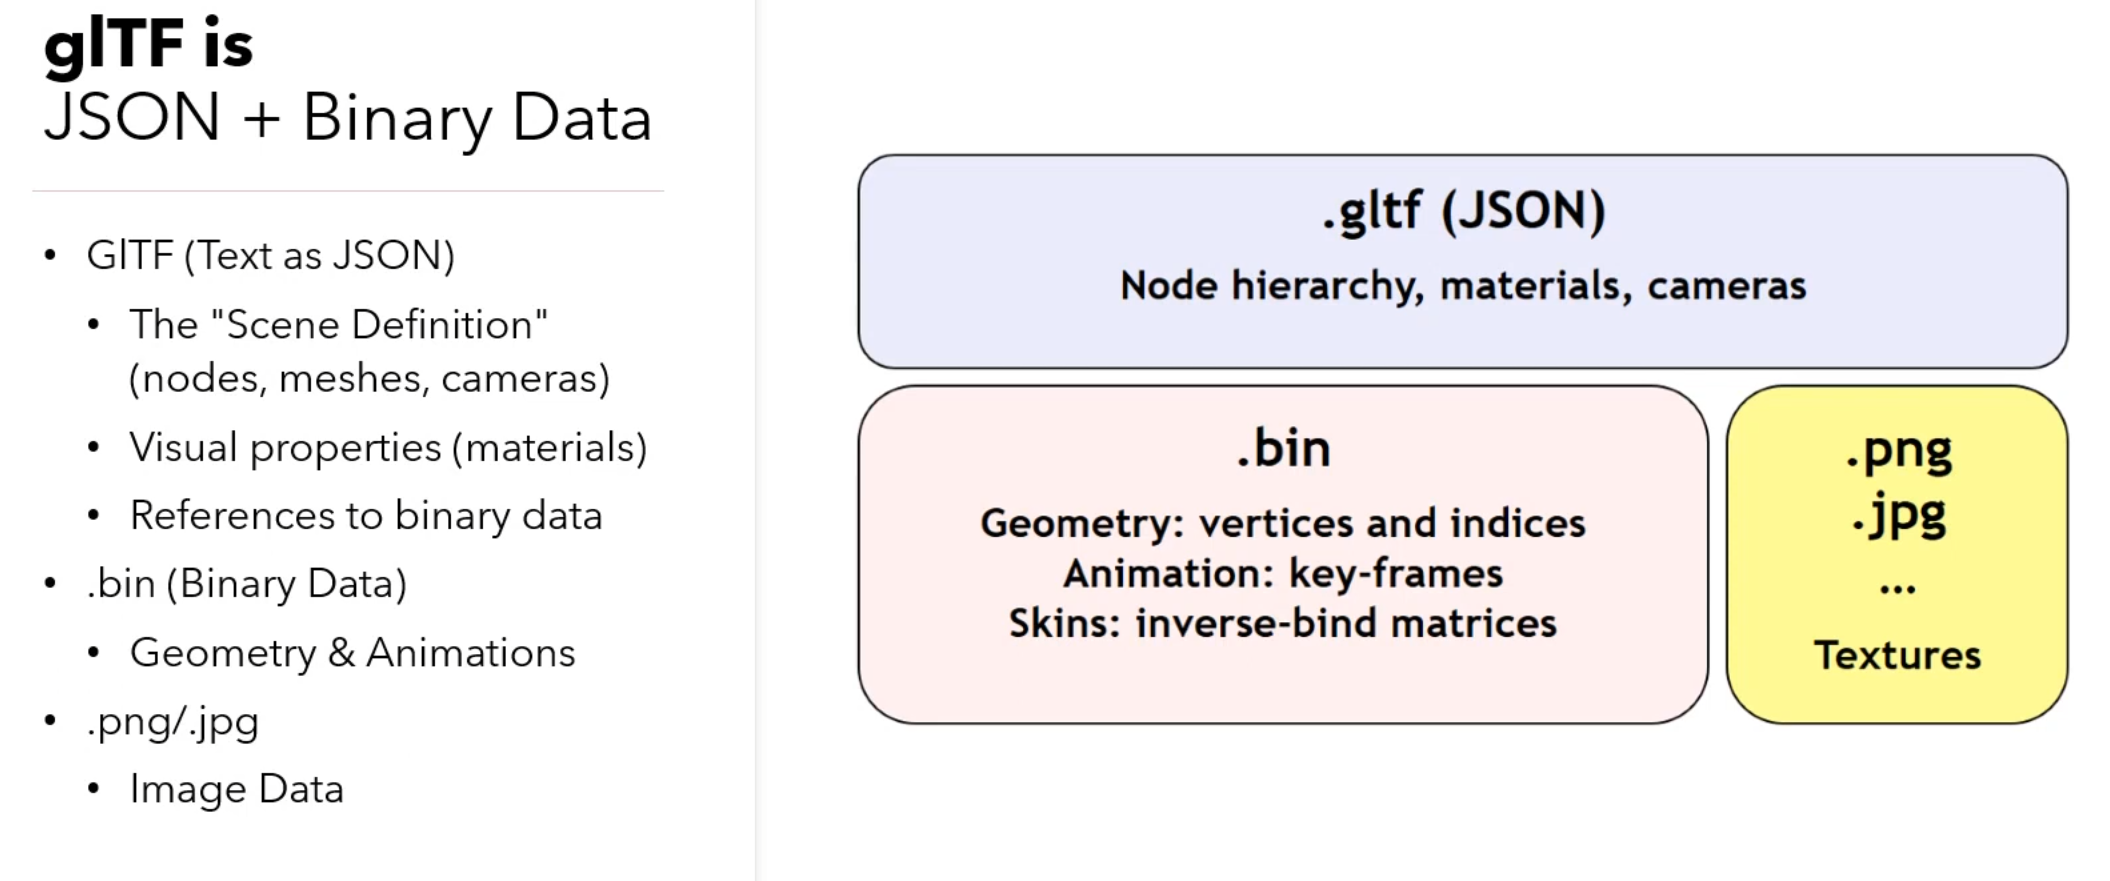 glTF is
JSON + Binary Data
• GlTF (Text as JSON)
• The "Scene Definition"
(nodes, meshes, cameras)
• Visual properties (materials)
• References to binary data
• .bin (Binary Data)
• Geometry & Animations
• .png/.jpg
• Image Data
.gltf (JSON)
Node hierarchy, materials, cameras
.bin
Geometry: vertices and indices
Animation: key-frames
Skins: inverse-bind matrices
.png
.jpg
...
Textures